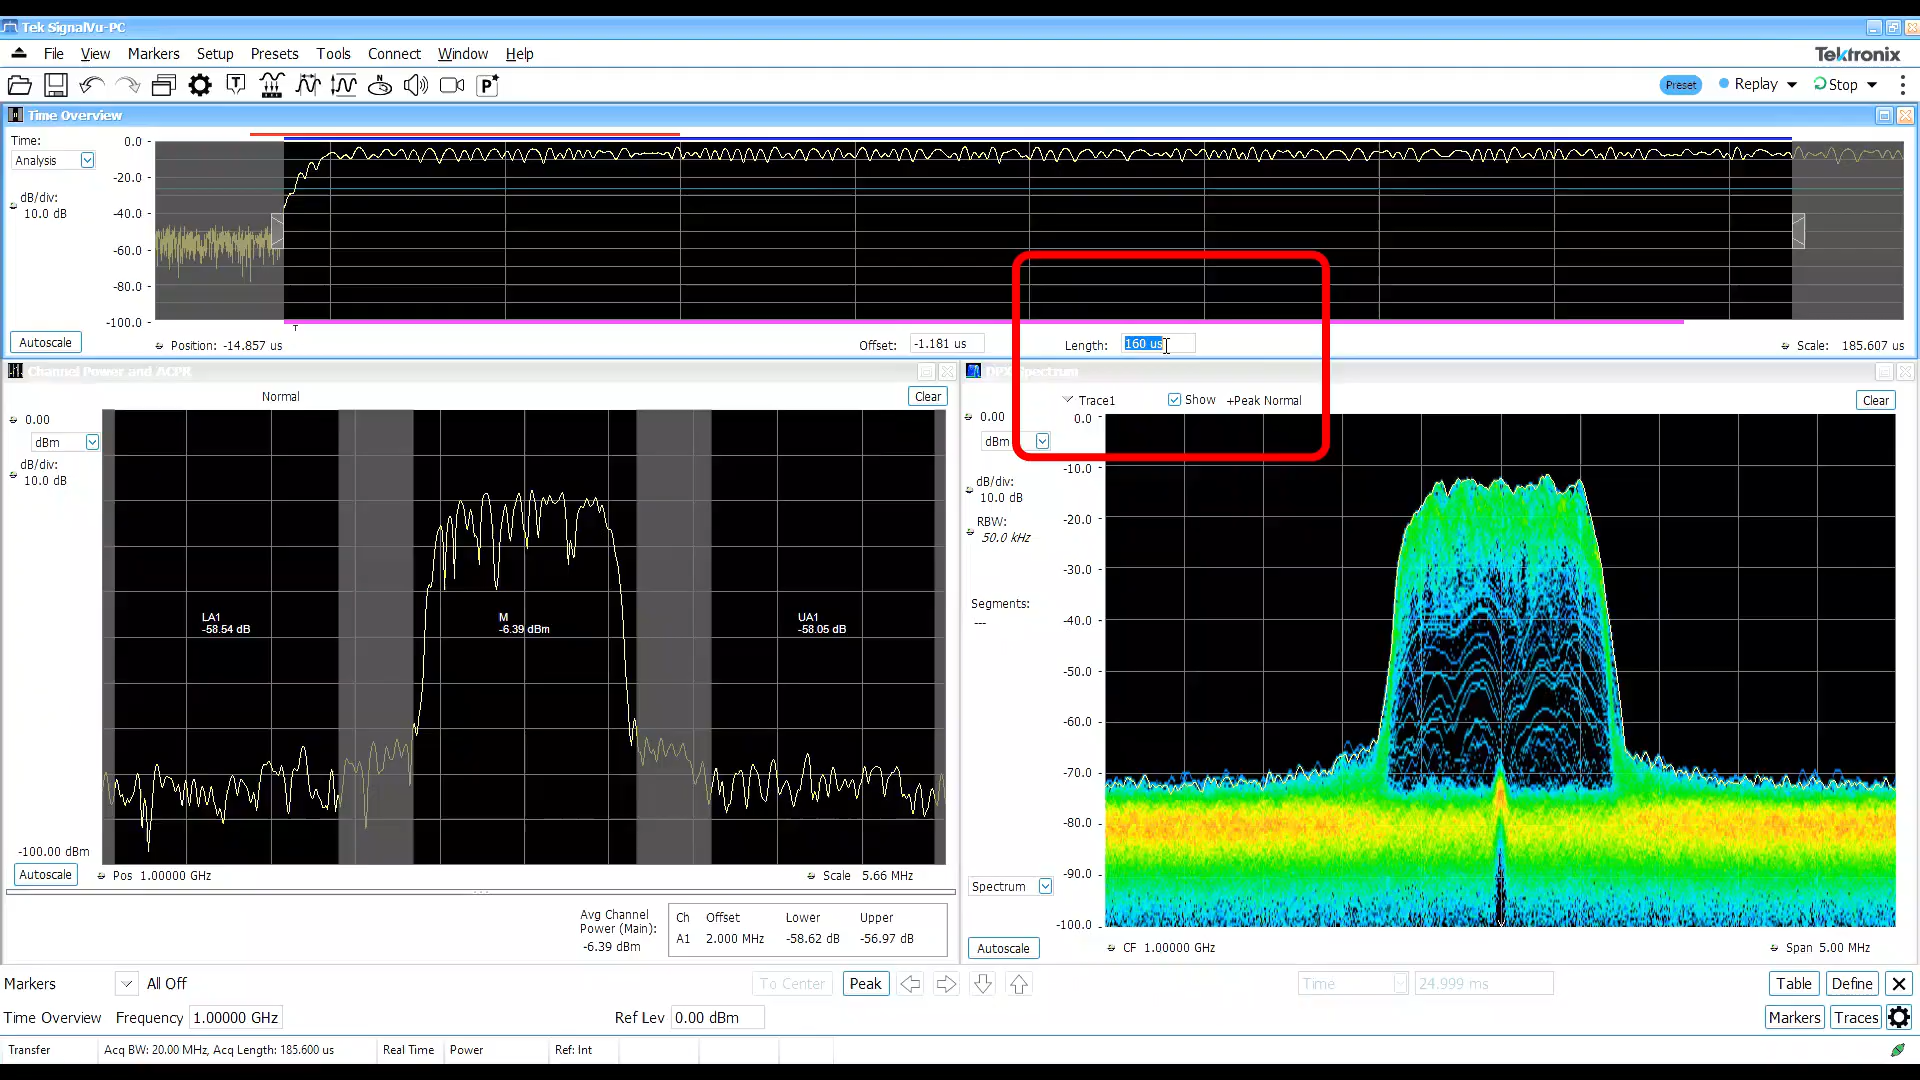 Tek SignalVu-PC
File View Markers Setup Presets Tools Connect Window Help
Tektronix
T P* Preset Replay Stop
Time Overview
Time:
Analysis
dB/div:
10.0 dB
0.0
-20.0
-40.0
-60.0
-80.0
-100.0
T
Autoscale
Position: -14.857 us
Offset: -1.181 us
Length: 160 us
Scale: 185.607 us
Channel Power and ACPR
Normal
Clear
0.00
dBm
dB/div:
10.0 dB
LA1
-58.54 dB
M
-6.39 dBm
UA1
-58.05 dB
-100.00 dBm
Autoscale
Pos 1.00000 GHz
Scale 5.66 MHz
Avg Channel
Power (Main):
-6.39 dBm
Ch Offset Lower Upper
A1 2.000 MHz -58.62 dB -56.97 dB
DPX Spectrum
Trace1 Show +Peak Normal
Clear
0.00
dBm
dB/div:
10.0 dB
RBW:
50.0 kHz
Segments:
---
0.0
-10.0
-20.0
-30.0
-40.0
-50.0
-60.0
-70.0
-80.0
-90.0
-100.0
Spectrum
Autoscale
CF 1.00000 GHz
Span 5.00 MHz
Markers All Off To Center Peak Time 24.999 ms Table Define
Time Overview Frequency 1.00000 GHz Ref Lev 0.00 dBm Markers Traces
Transfer Acq BW: 20.00 MHz, Acq Length: 185.600 us Real Time Power Ref: Int